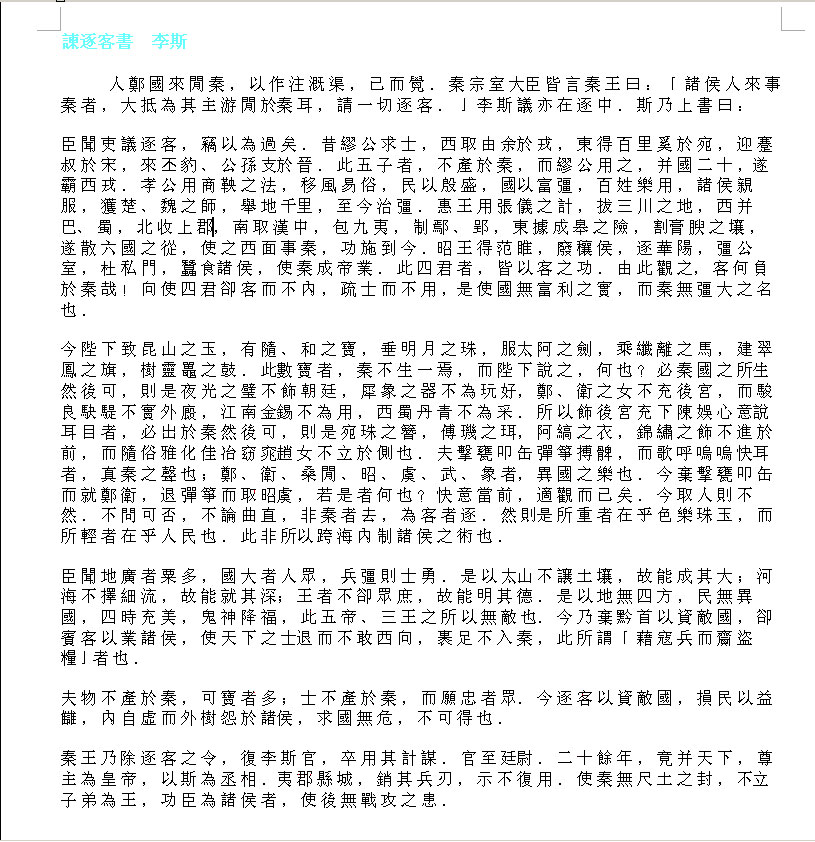 諫逐客書　李斯
人鄭國來閒秦，以作注溉渠，已而覺．秦宗室大臣皆言秦王曰：「諸侯人來事
秦者，大抵為其主游閒於秦耳，請一切逐客．」李斯議亦在逐中．斯乃上書曰：
臣聞吏議逐客，竊以為過矣．昔繆公求士，西取由余於戎，東得百里奚於宛，迎蹇
叔於宋，來丕豹、公孫支於晉．此五子者，不產於秦，而繆公用之，并國二十，遂
霸西戎．孝公用商鞅之法，移風易俗，民以殷盛，國以富彊，百姓樂用，諸侯親
服，獲楚、魏之師，舉地千里，至今治彊．惠王用張儀之計，拔三川之地，西并
巴、蜀，北收上郡，南取漢中，包九夷，制鄢、郢，東據成皋之險，割膏腴之壤，
遂散六國之從，使之西面事秦，功施到今．昭王得范睢，廢穰侯，逐華陽，彊公
室，杜私門，蠶食諸侯，使秦成帝業．此四君者，皆以客之功．由此觀之，客何負
於秦哉！向使四君卻客而不內，疏士而不用，是使國無富利之實，而秦無彊大之名
也．
今陛下致昆山之玉，有隨、和之寶，垂明月之珠，服太阿之劍，乘纖離之馬，建翠
鳳之旗，樹靈鼉之鼓．此數寶者，秦不生一焉，而陛下說之，何也？必秦國之所生
然後可，則是夜光之璧不飾朝廷，犀象之器不為玩好，鄭、衛之女不充後宮，而駿
良駃騠不實外廄，江南金錫不為用，西蜀丹青不為采．所以飾後宮充下陳娛心意說
耳目者，必出於秦然後可，則是宛珠之簪，傅璣之珥，阿縞之衣，錦繡之飾不進於
前，而隨俗雅化佳冶窈窕趙女不立於側也．夫擊甕叩缶彈箏搏髀，而歌呼嗚嗚快耳
者，真秦之聲也；鄭、衛、桑閒、昭、虞、武、象者，異國之樂也．今棄擊甕叩缶
而就鄭衛，退彈箏而取昭虞，若是者何也？快意當前，適觀而已矣．今取人則不
然．不問可否，不論曲直，非秦者去，為客者逐．然則是所重者在乎色樂珠玉，而
所輕者在乎人民也．此非所以跨海內制諸侯之術也．
臣聞地廣者粟多，國大者人眾，兵彊則士勇．是以太山不讓土壤，故能成其大；河
海不擇細流，故能就其深；王者不卻眾庶，故能明其德．是以地無四方，民無異
國，四時充美，鬼神降福，此五帝、三王之所以無敵也．今乃棄黔首以資敵國，卻
賓客以業諸侯，使天下之士退而不敢西向，裹足不入秦，此所謂「藉寇兵而齎盜
糧」者也．
夫物不產於秦，可寶者多；士不產於秦，而願忠者眾．今逐客以資敵國，損民以益
讎，內自虛而外樹怨於諸侯，求國無危，不可得也．
秦王乃除逐客之令，復李斯官，卒用其計謀．官至廷尉．二十餘年，竟并天下，尊
主為皇帝，以斯為丞相．夷郡縣城，銷其兵刃，示不復用．使秦無尺土之封，不立
子弟為王，功臣為諸侯者，使後無戰攻之患．